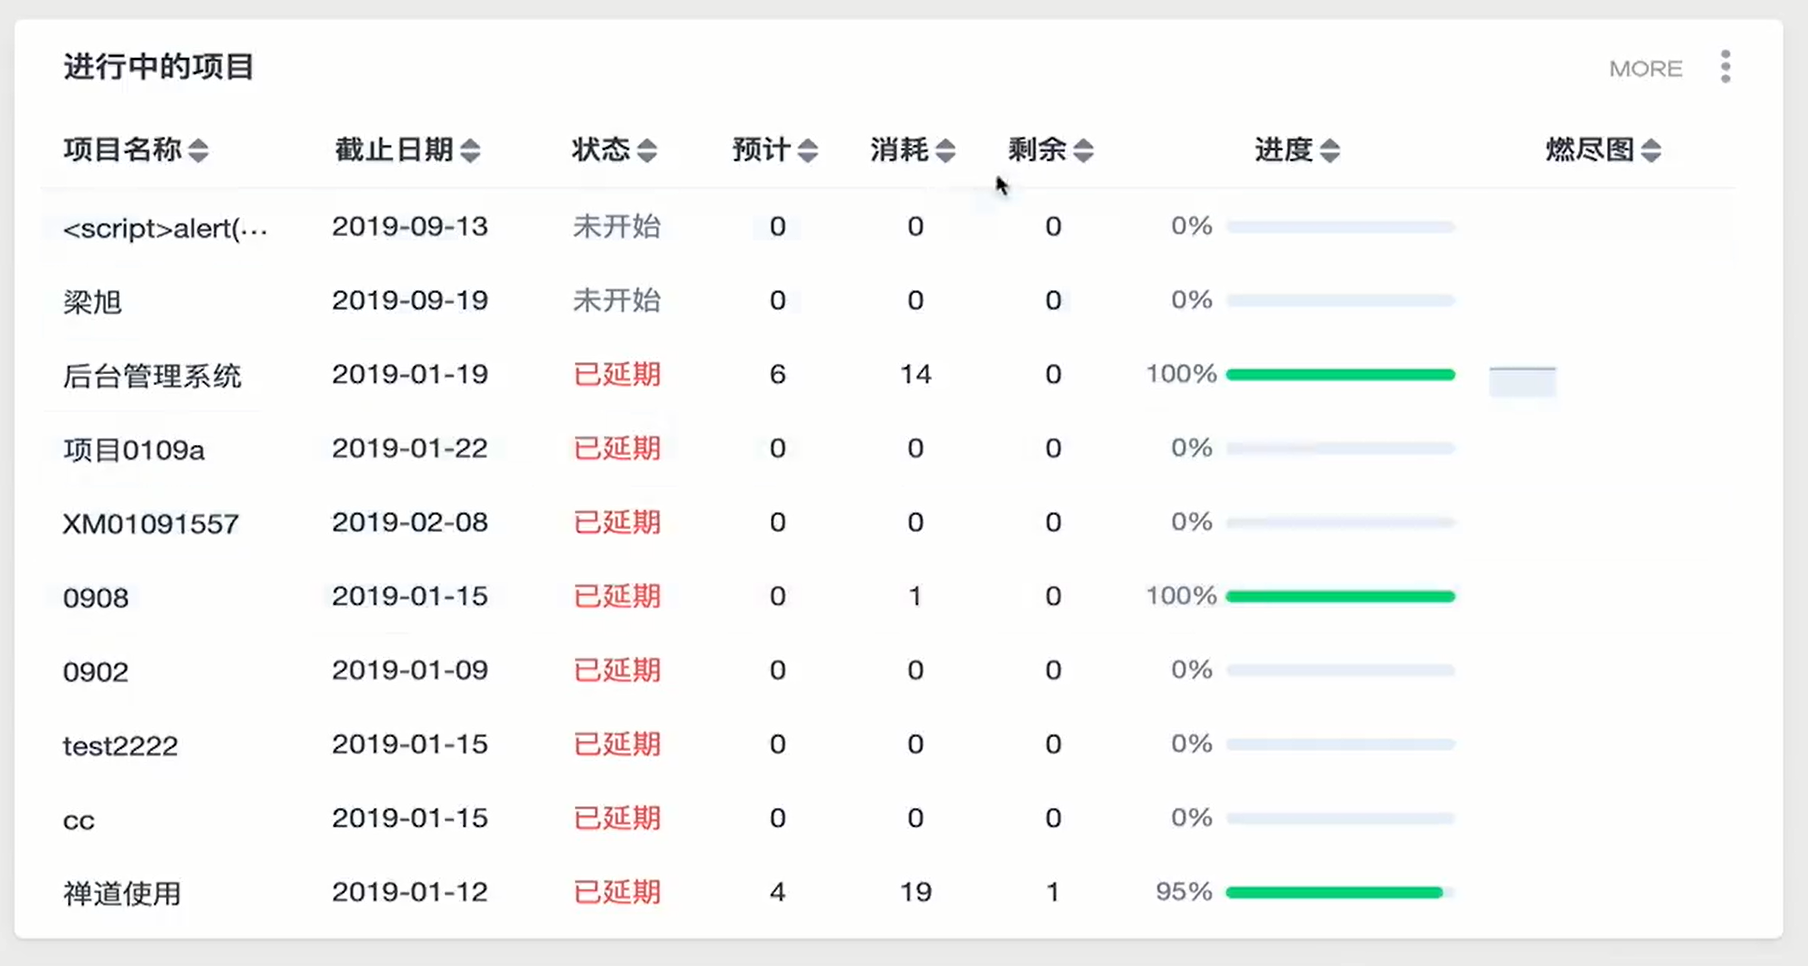 进行中的项目 MORE
项目名称 截止日期 状态 预计 消耗 剩余 进度 燃尽图
<script>alert(··· 2019-09-13 未开始 0 0 0 0%
梁旭 2019-09-19 未开始 0 0 0 0%
后台管理系统 2019-01-19 已延期 6 14 0 100%
项目0109a 2019-01-22 已延期 0 0 0 0%
XM01091557 2019-02-08 已延期 0 0 0 0%
0908 2019-01-15 已延期 0 1 0 100%
0902 2019-01-09 已延期 0 0 0 0%
test2222 2019-01-15 已延期 0 0 0 0%
cc 2019-01-15 已延期 0 0 0 0%
禅道使用 2019-01-12 已延期 4 19 1 95%